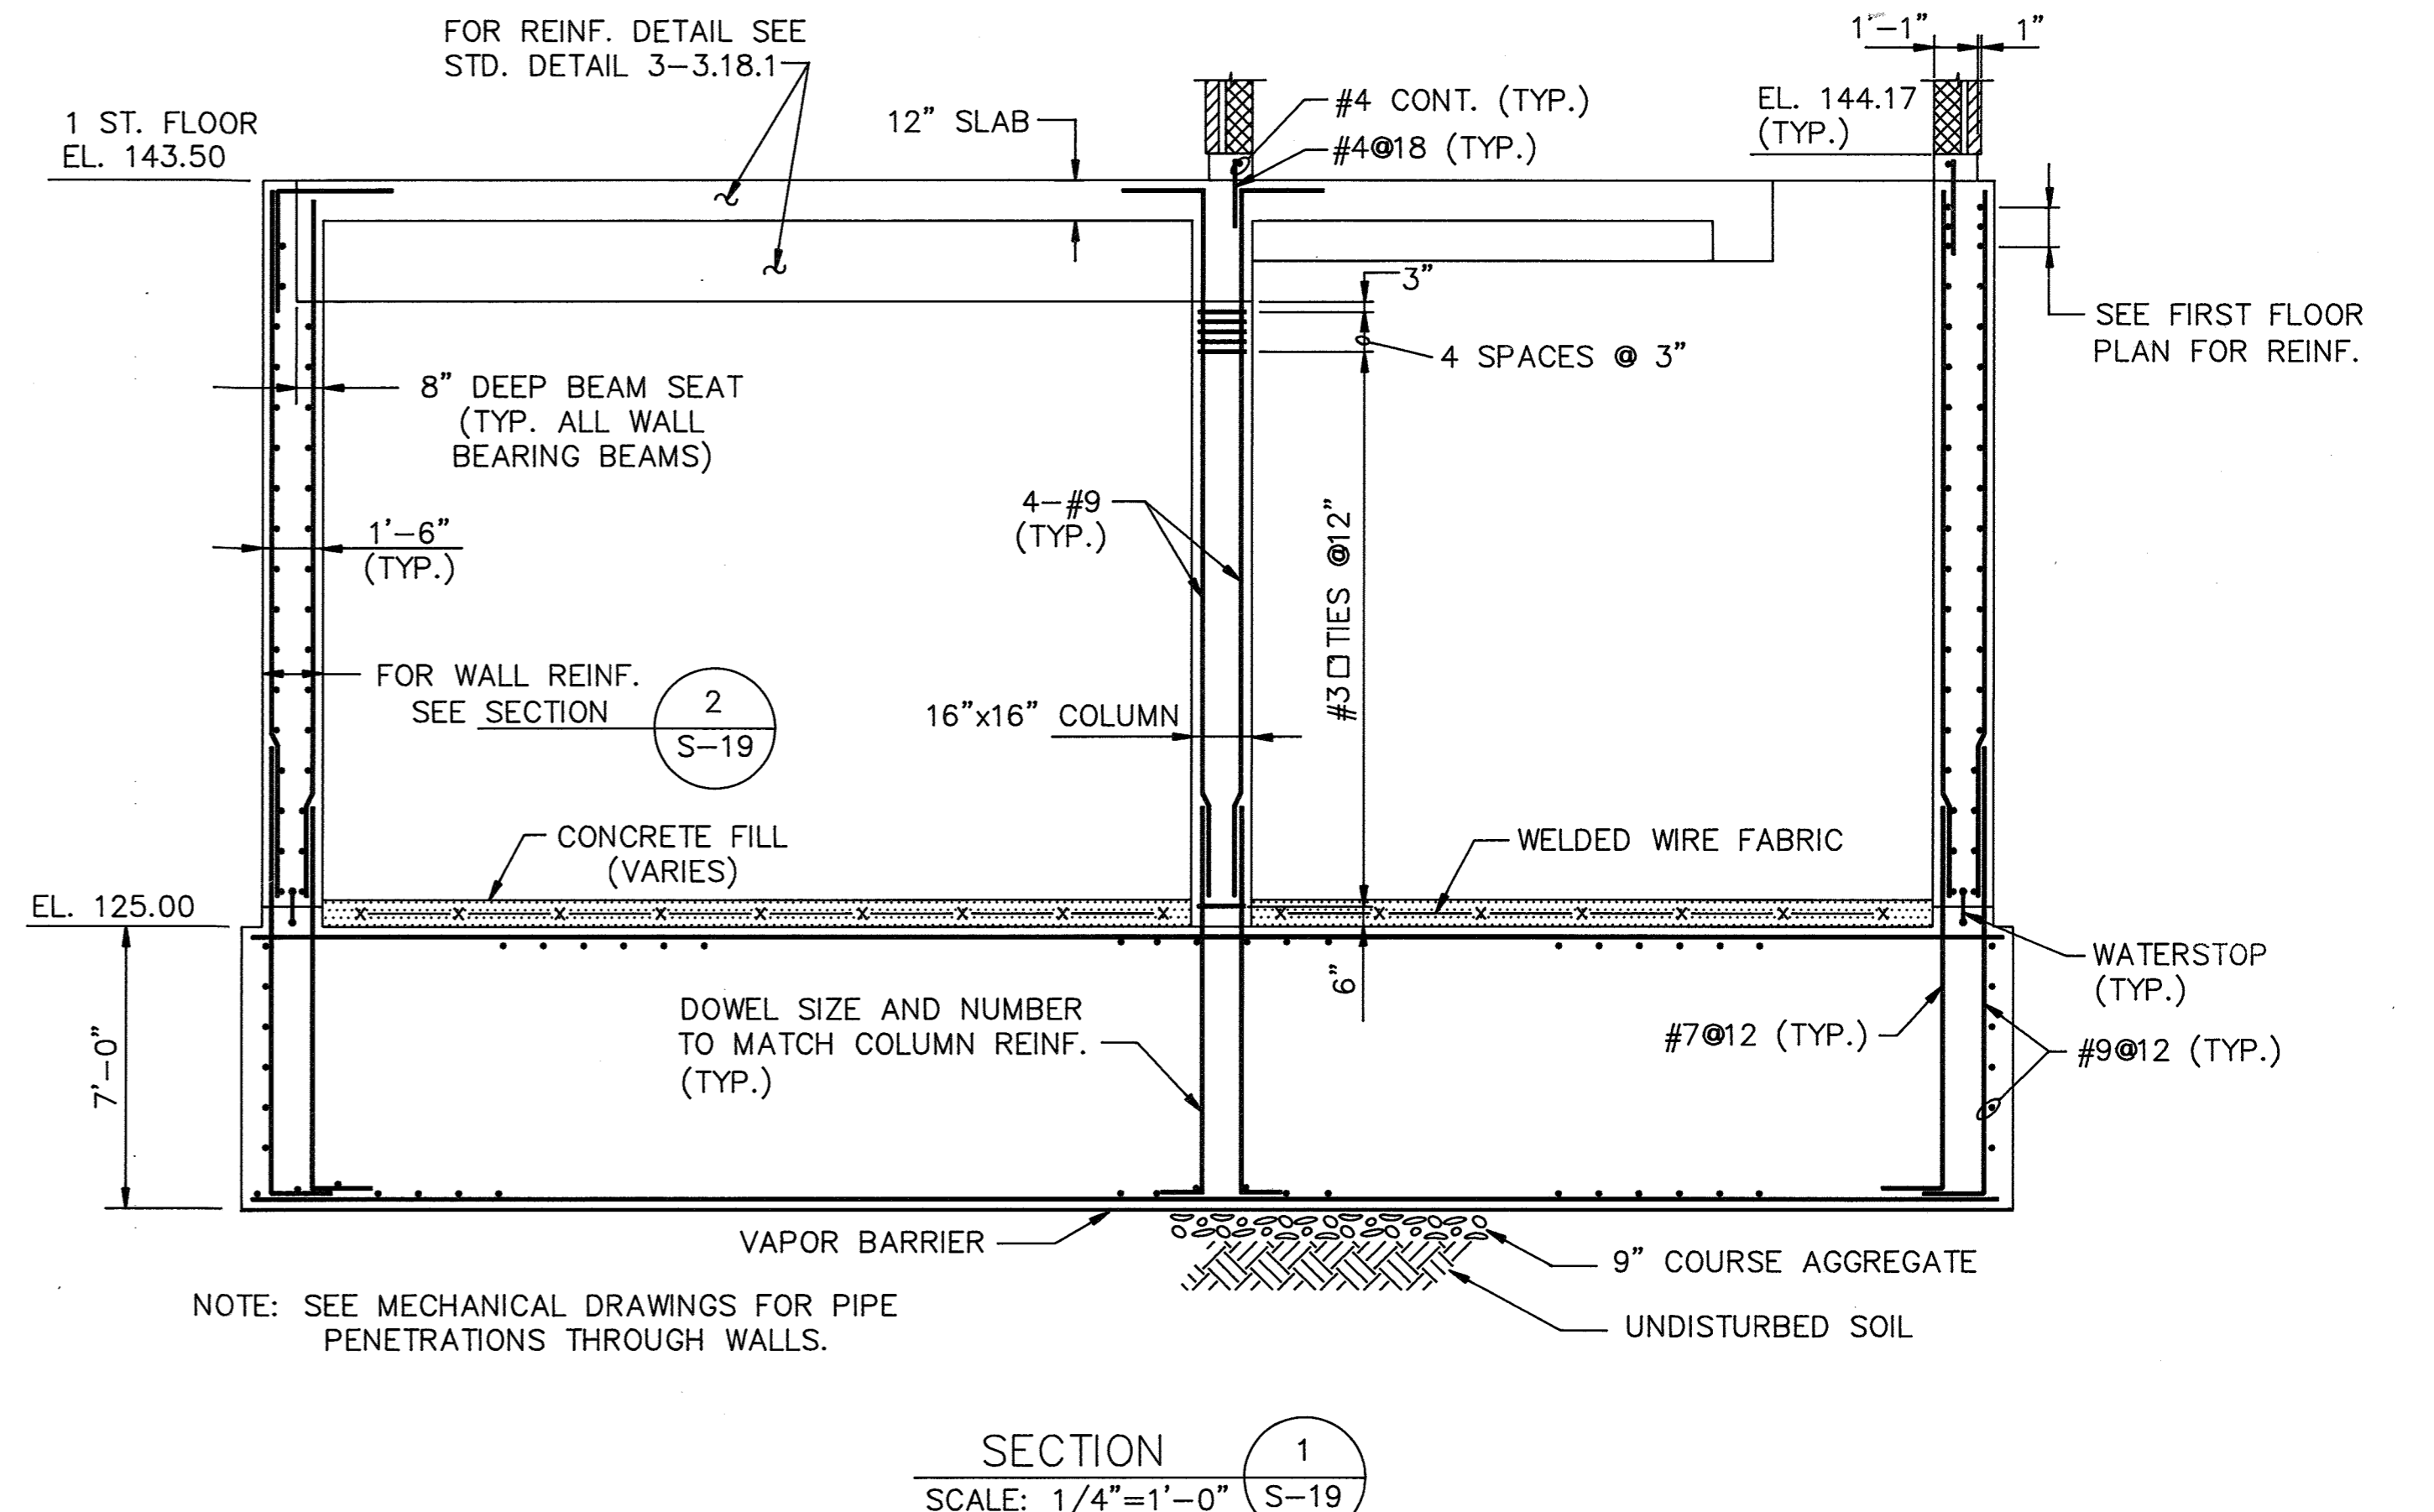 FOR REINF. DETAIL SEE
STD. DETAIL 3-3.18.1
1 ST. FLOOR
EL. 143.50
12" SLAB
#4 CONT. (TYP.)
#4@18 (TYP.)
1'-1"
1"
EL. 144.17
(TYP.)
3"
4 SPACES @ 3"
SEE FIRST FLOOR
PLAN FOR REINF.
8" DEEP BEAM SEAT
(TYP. ALL WALL
BEARING BEAMS)
1'-6"
(TYP.)
4-#9
(TYP.)
#3 □ TIES @12"
FOR WALL REINF.
SEE SECTION
2
S-19
16"x16" COLUMN
CONCRETE FILL
(VARIES)
WELDED WIRE FABRIC
EL. 125.00
7'-0"
6"
DOWEL SIZE AND NUMBER
TO MATCH COLUMN REINF.
(TYP.)
WATERSTOP
(TYP.)
#7@12 (TYP.)
#9@12 (TYP.)
VAPOR BARRIER
9" COURSE AGGREGATE
UNDISTURBED SOIL
NOTE: SEE MECHANICAL DRAWINGS FOR PIPE
PENETRATIONS THROUGH WALLS.
SECTION
1
S-19
SCALE: 1/4"=1'-0"